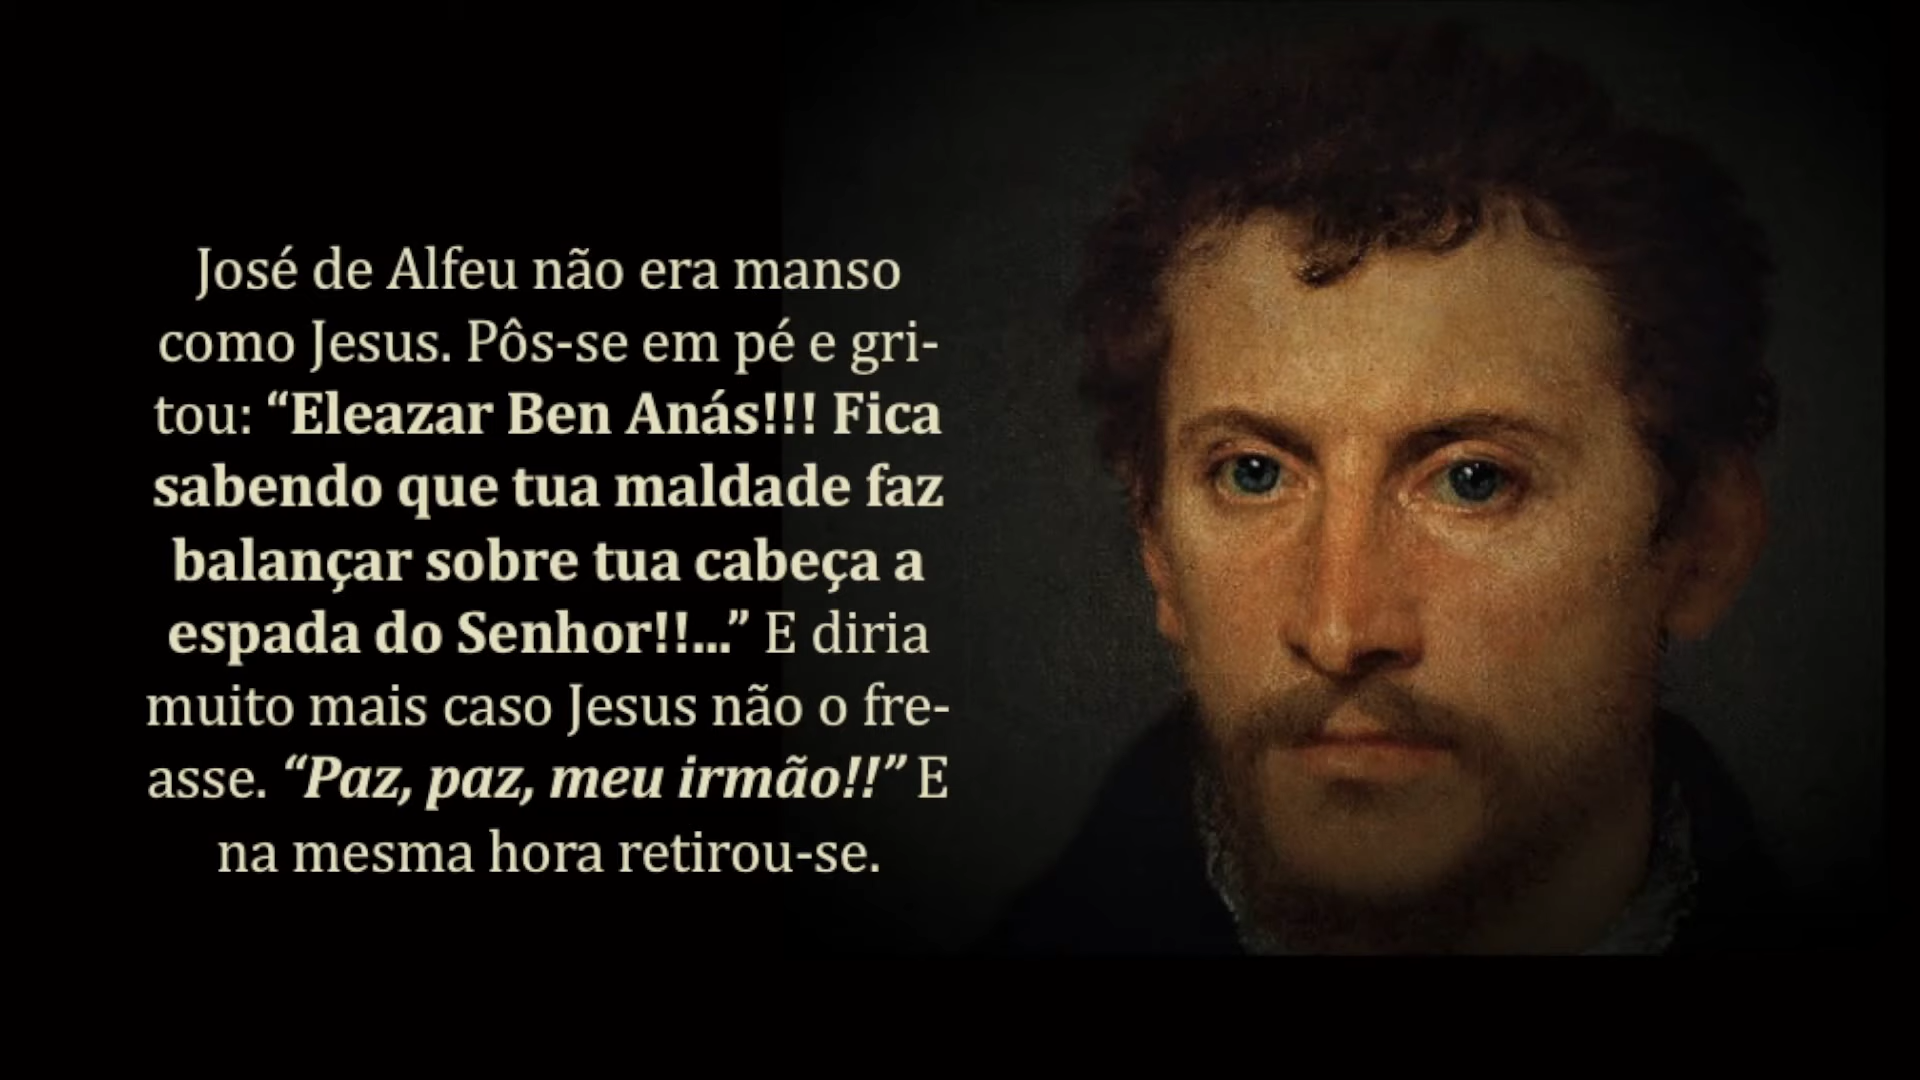 José de Alfeu não era manso
como Jesus. Pôs-se em pé e gri-
tou: “Eleazar Ben Anás!!! Fica
sabendo que tua maldade faz
balançar sobre tua cabeça a
espada do Senhor!!...” E diria
muito mais caso Jesus não o fre-
asse. “Paz, paz, meu irmão!!” E
na mesma hora retirou-se.